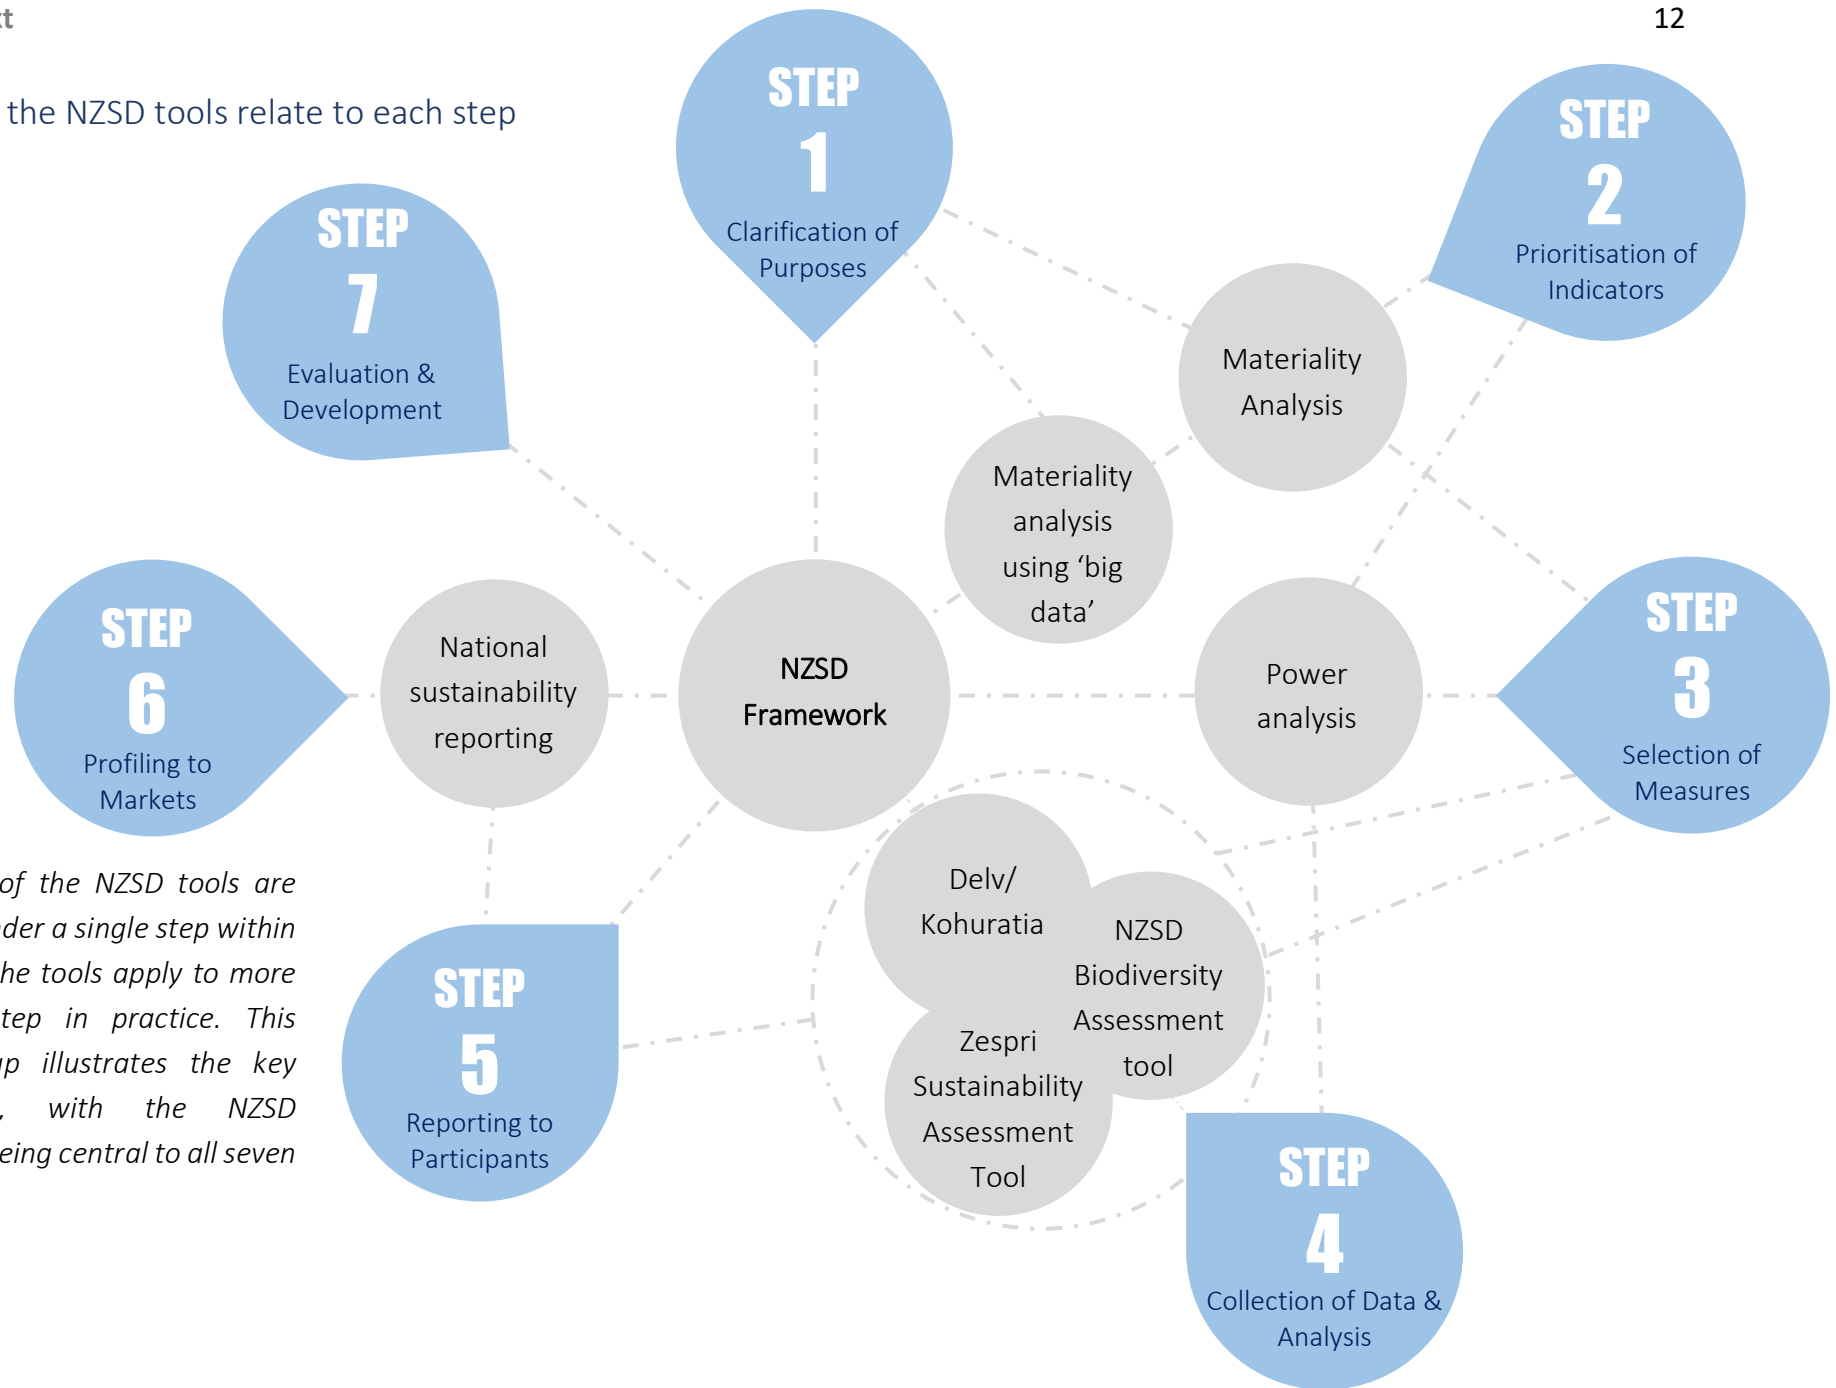 12
the NZSD tools relate to each step
STEP
1
Clarification of
Purposes
STEP
2
Prioritisation of
Indicators
STEP
7
Evaluation &
Development
Materiality
Analysis
Materiality
analysis
using ‘big
data’
STEP
6
Profiling to
Markets
National
sustainability
reporting
NZSD
Framework
Power
analysis
STEP
3
Selection of
Measures
of the NZSD tools are
a single step within
the tools apply to more
in practice. This
illustrates the key
with the NZSD
being central to all seven
STEP
5
Reporting to
Participants
Delv/
Kohuratia
NZSD
Biodiversity
Assessment
tool
Zespri
Sustainability
Assessment
Tool
STEP
4
Collection of Data &
Analysis